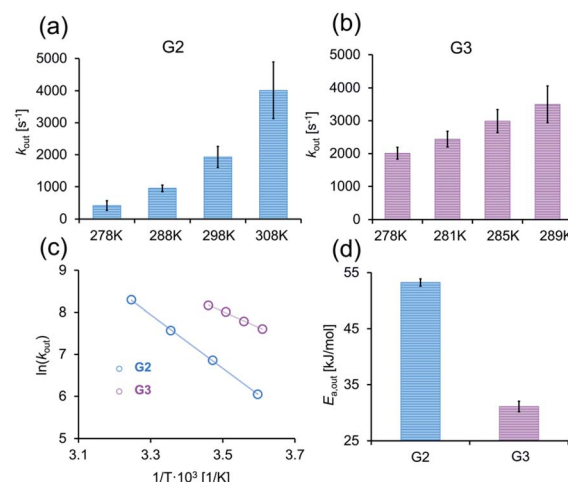 (a)
G2
k_out [s⁻¹]
5000
4000
3000
2000
1000
0
278K 288K 298K 308K
(b)
G3
k_out [s⁻¹]
5000
4000
3000
2000
1000
0
278K 281K 285K 289K
(c)
ln(k_out)
9
8
7
6
5
G2
G3
3.1 3.3 3.5 3.7
1/T·10³ [1/K]
(d)
E_a,out [kJ/mol]
55
45
35
25
G2 G3